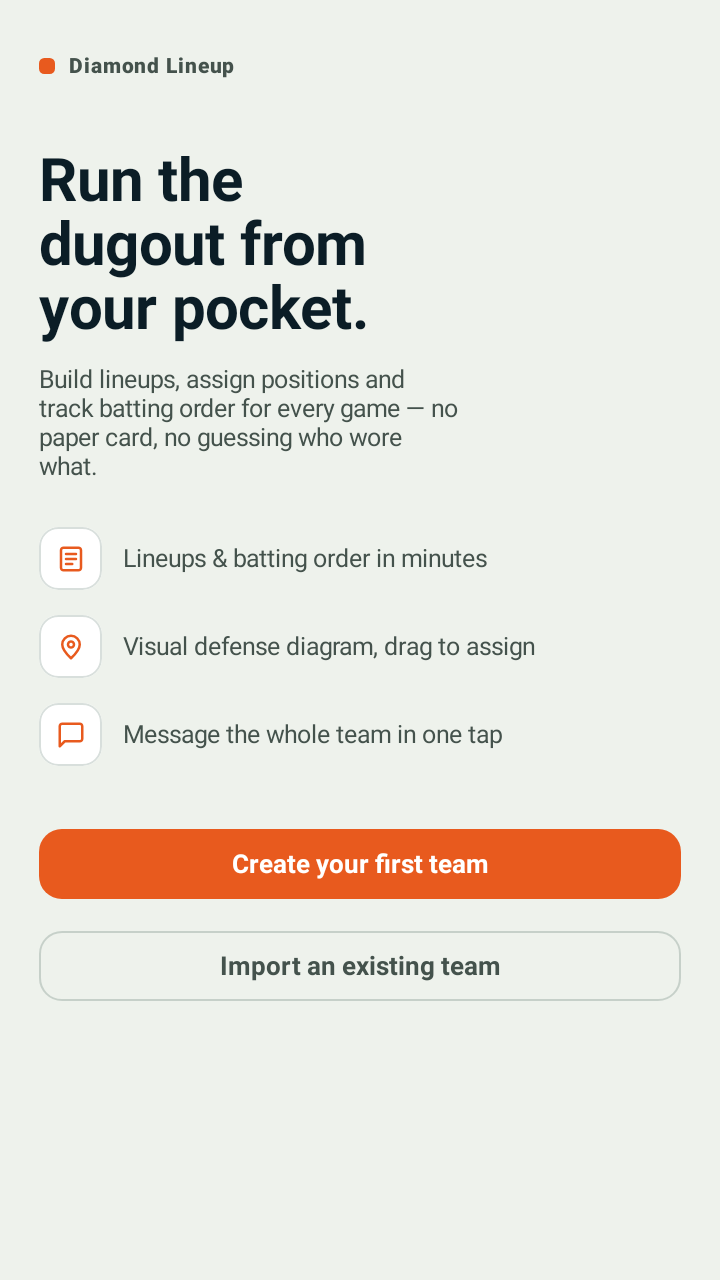 Diamond Lineup
Run the
dugout from
your pocket.
Build lineups, assign positions and
track batting order for every game — no
paper card, no guessing who wore
what.
Lineups & batting order in minutes
Visual defense diagram, drag to assign
Message the whole team in one tap
Create your first team
Import an existing team